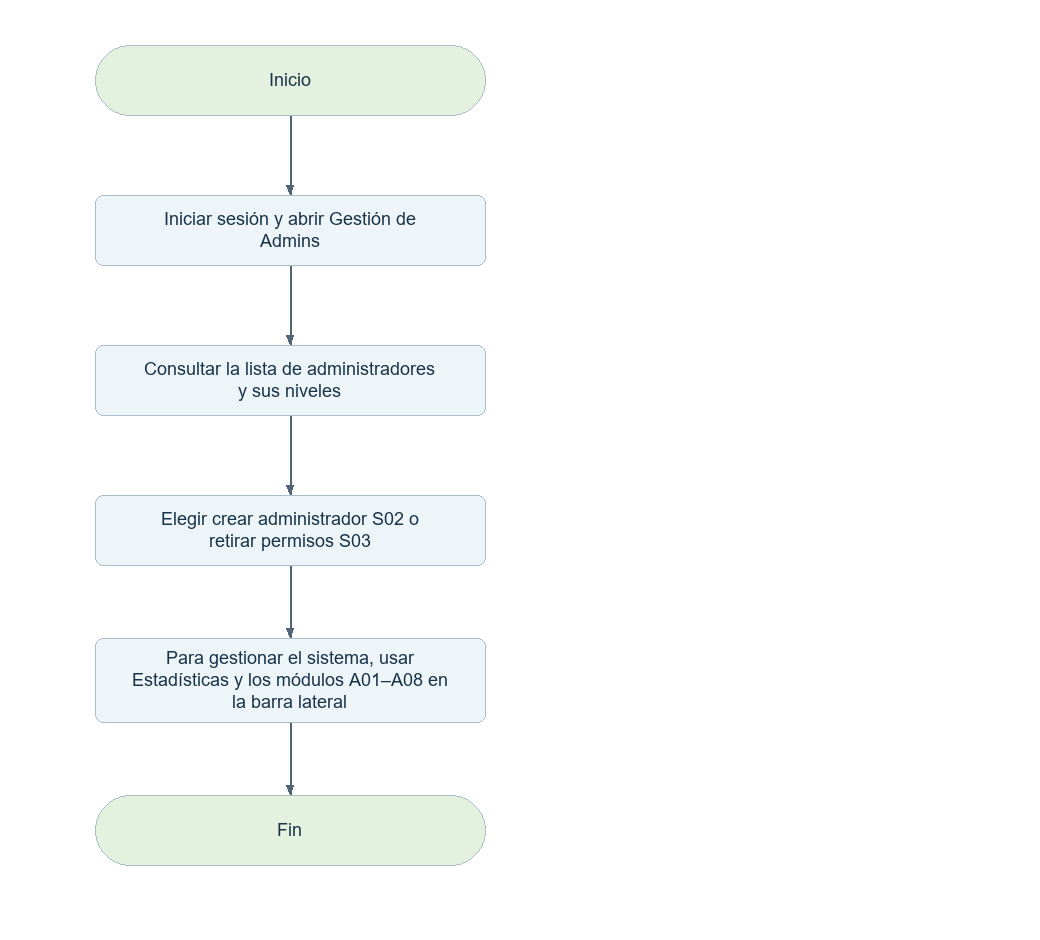 Inicio
Iniciar sesión y abrir Gestión de
Admins
Consultar la lista de administradores
y sus niveles
Elegir crear administrador S02 o
retirar permisos S03
Para gestionar el sistema, usar
Estadísticas y los módulos A01–A08 en
la barra lateral
Fin